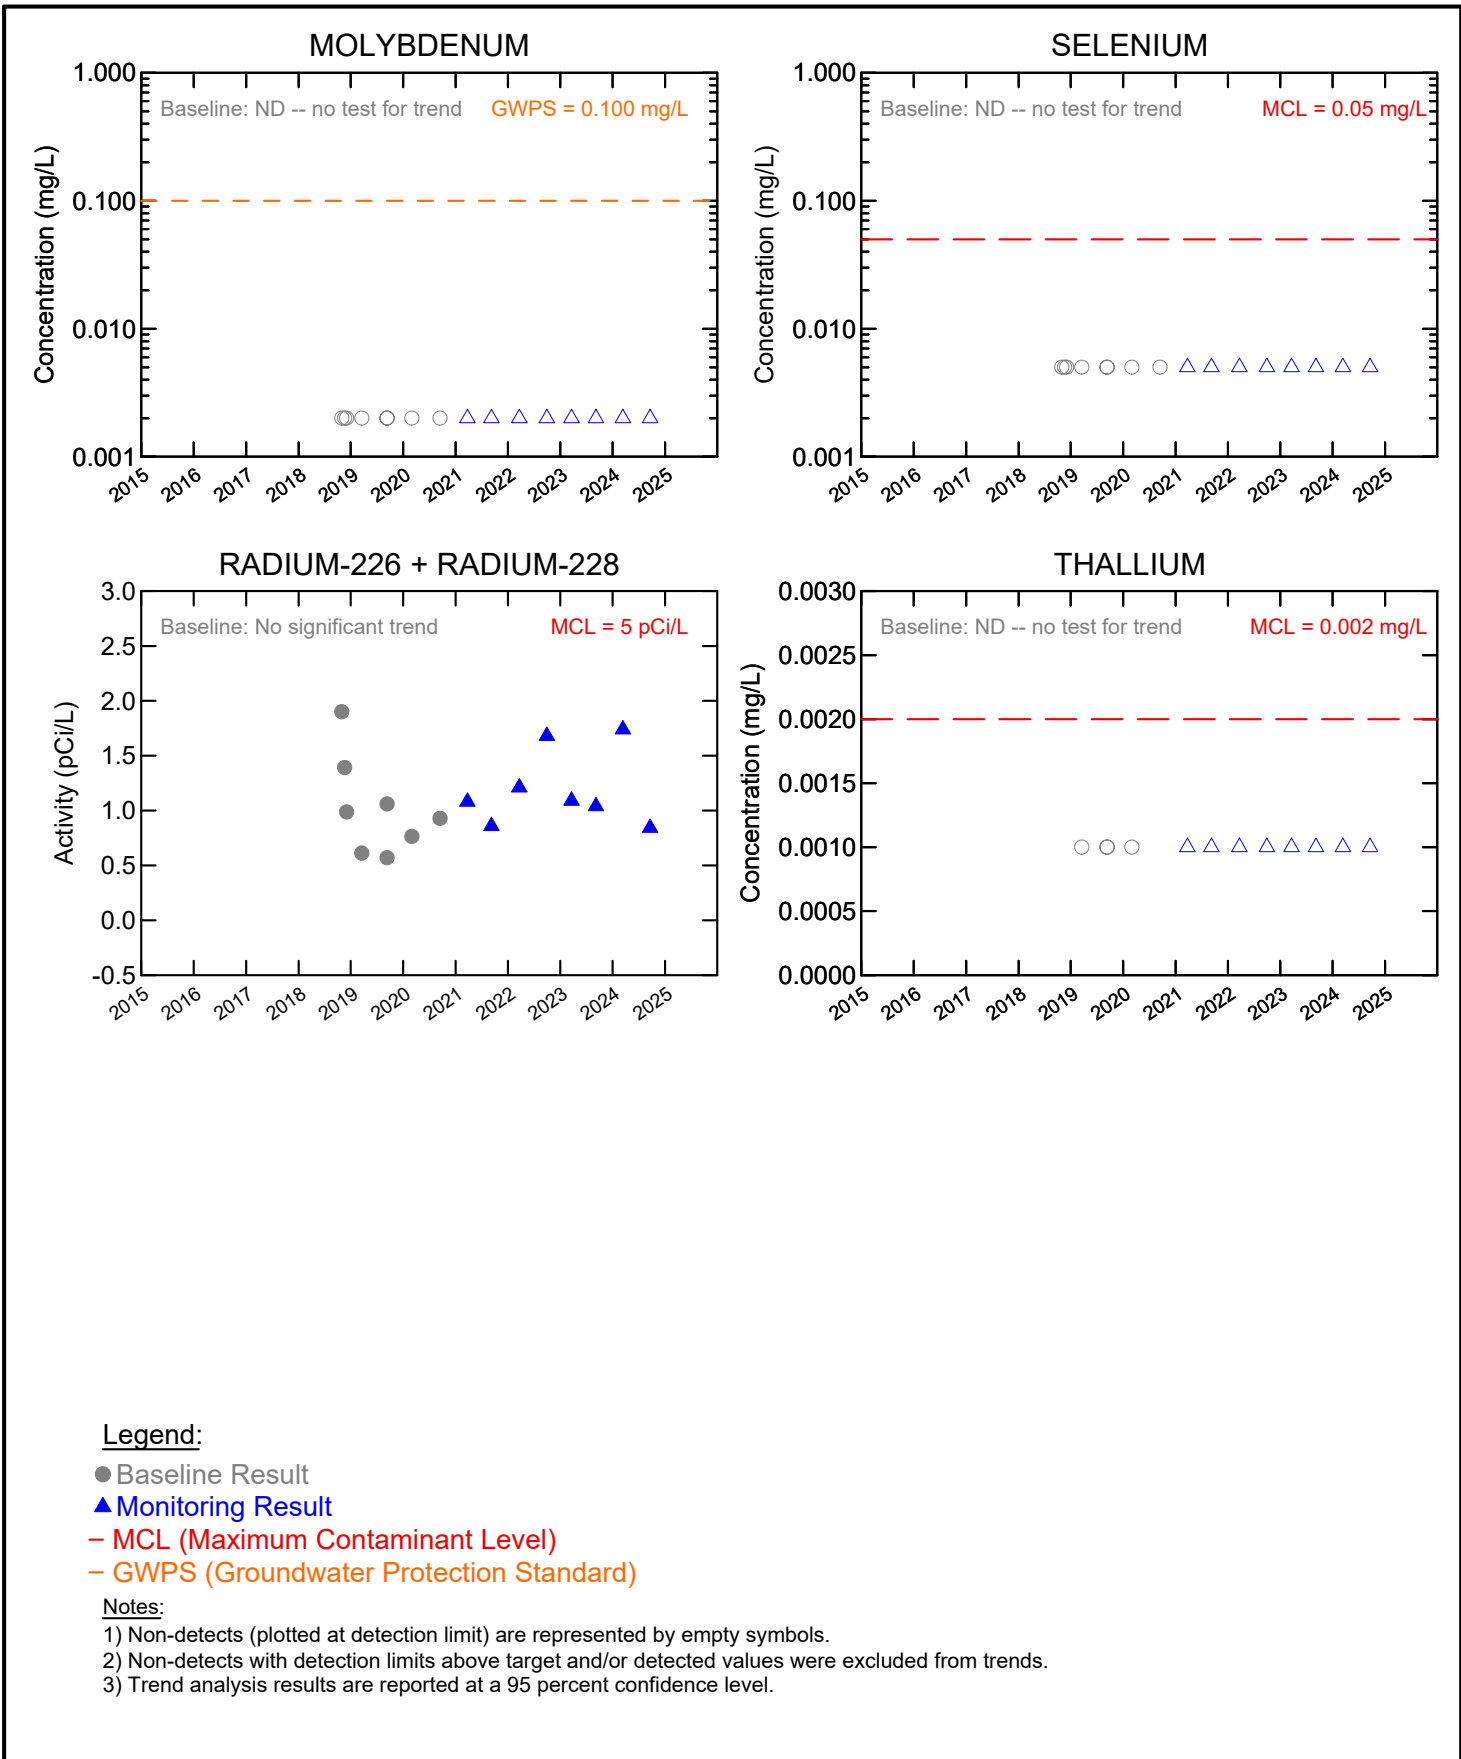 MOLYBDENUM
Concentration (mg/L)
1.000
0.100
0.010
0.001
Baseline: ND -- no test for trend
GWPS = 0.100 mg/L
2015 2016 2017 2018 2019 2020 2021 2022 2023 2024 2025
SELENIUM
Concentration (mg/L)
1.000
0.100
0.010
0.001
Baseline: ND -- no test for trend
MCL = 0.05 mg/L
2015 2016 2017 2018 2019 2020 2021 2022 2023 2024 2025
RADIUM-226 + RADIUM-228
Activity (pCi/L)
3.0
2.5
2.0
1.5
1.0
0.5
0.0
-0.5
Baseline: No significant trend
MCL = 5 pCi/L
2015 2016 2017 2018 2019 2020 2021 2022 2023 2024 2025
THALLIUM
Concentration (mg/L)
0.0030
0.0025
0.0020
0.0015
0.0010
0.0005
0.0000
Baseline: ND -- no test for trend
MCL = 0.002 mg/L
2015 2016 2017 2018 2019 2020 2021 2022 2023 2024 2025
Legend:
Baseline Result
Monitoring Result
MCL (Maximum Contaminant Level)
GWPS (Groundwater Protection Standard)
Notes:
1) Non-detects (plotted at detection limit) are represented by empty symbols.
2) Non-detects with detection limits above target and/or detected values were excluded from trends.
3) Trend analysis results are reported at a 95 percent confidence level.